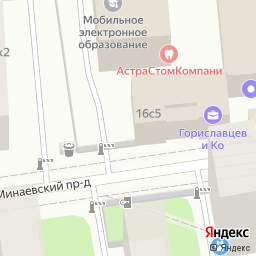 Мобильное
электронное
образование
к2
АстраСтомКомпани
16с5
Гориславцев
и Ко
Минаевский пр-д
Яндекс